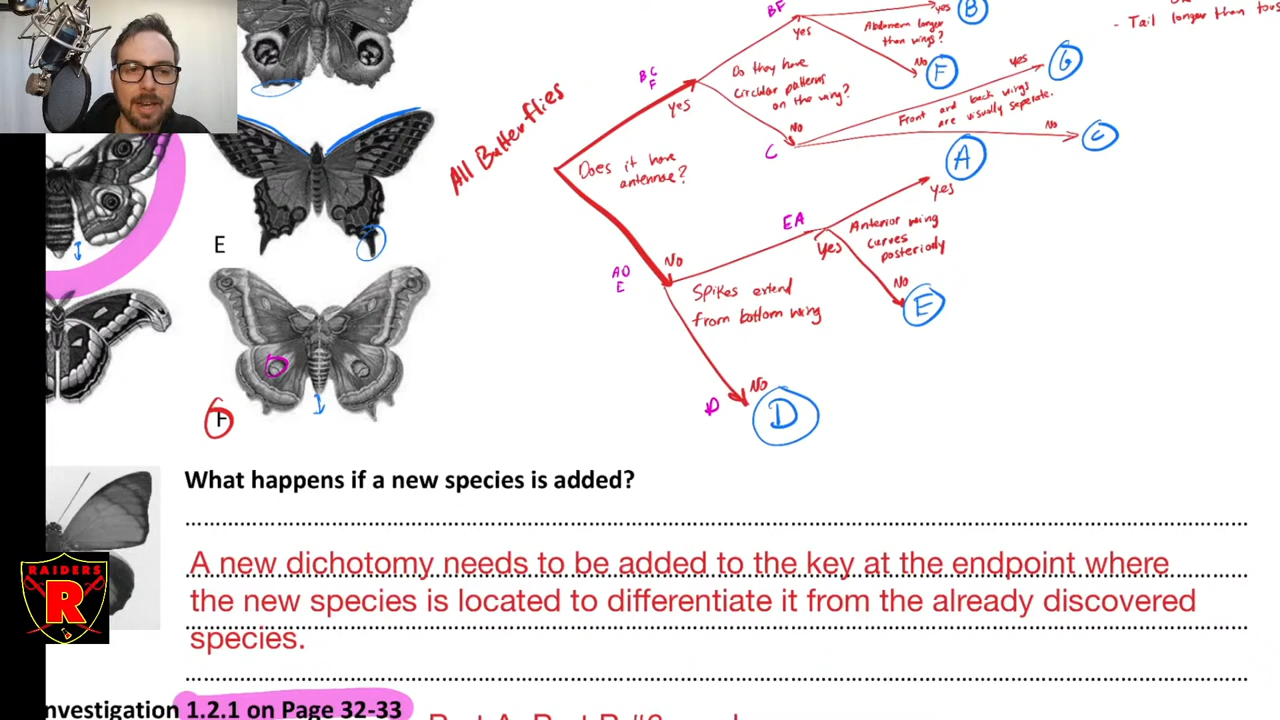 BF
yes
B
Abdomen longer
than wings?
yes
No
F
- Tail longer than
B C
F
yes
Do they have
Circular patterns
on the wing?
yes
G
Front and back wings
are visually seperate.
No
C
No
C
All Butterflies
Does it have
antennae?
A
yes
EA
yes
Anterior wing
curves
posteriorly
No
E
A D
E
No
Spikes extend
from bottom wing
No
D
D
E
F
What happens if a new species is added?
A new dichotomy needs to be added to the key at the endpoint where
the new species is located to differentiate it from the already discovered
species.
RAIDERS
R
nvestigation 1.2.1 on Page 32-33